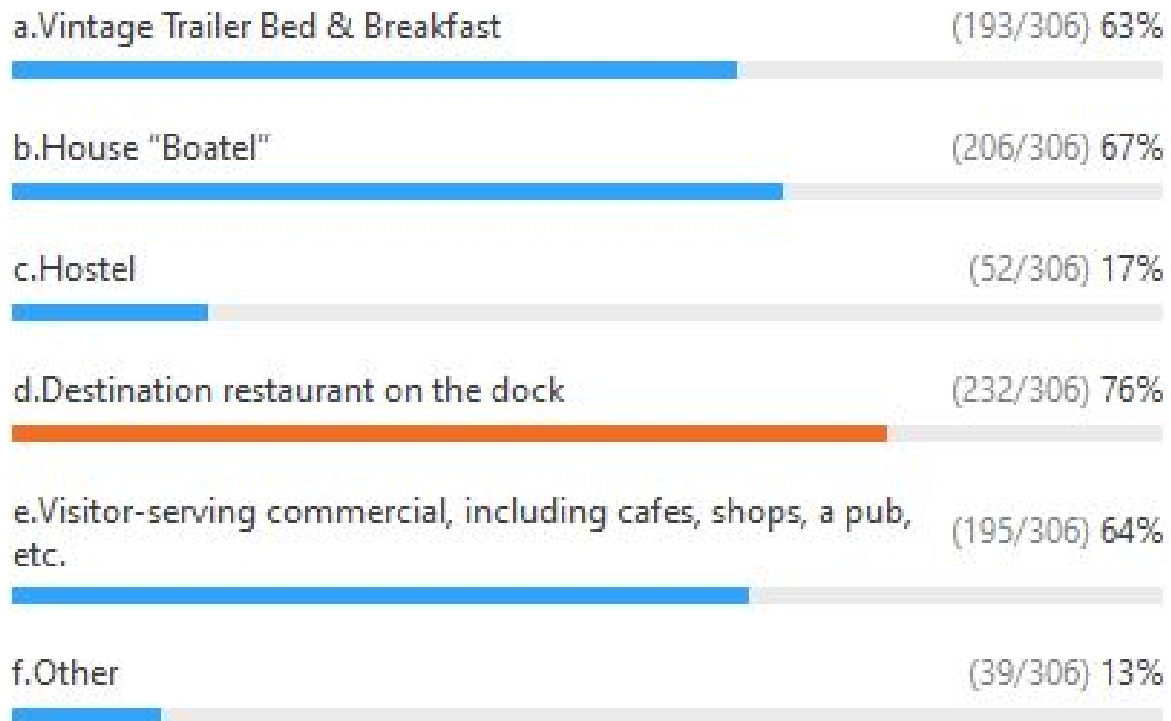 a.Vintage Trailer Bed & Breakfast (193/306) 63%
b.House “Boatel” (206/306) 67%
c.Hostel (52/306) 17%
d.Destination restaurant on the dock (232/306) 76%
e.Visitor-serving commercial, including cafes, shops, a pub, (195/306) 64%
etc.
f.Other (39/306) 13%